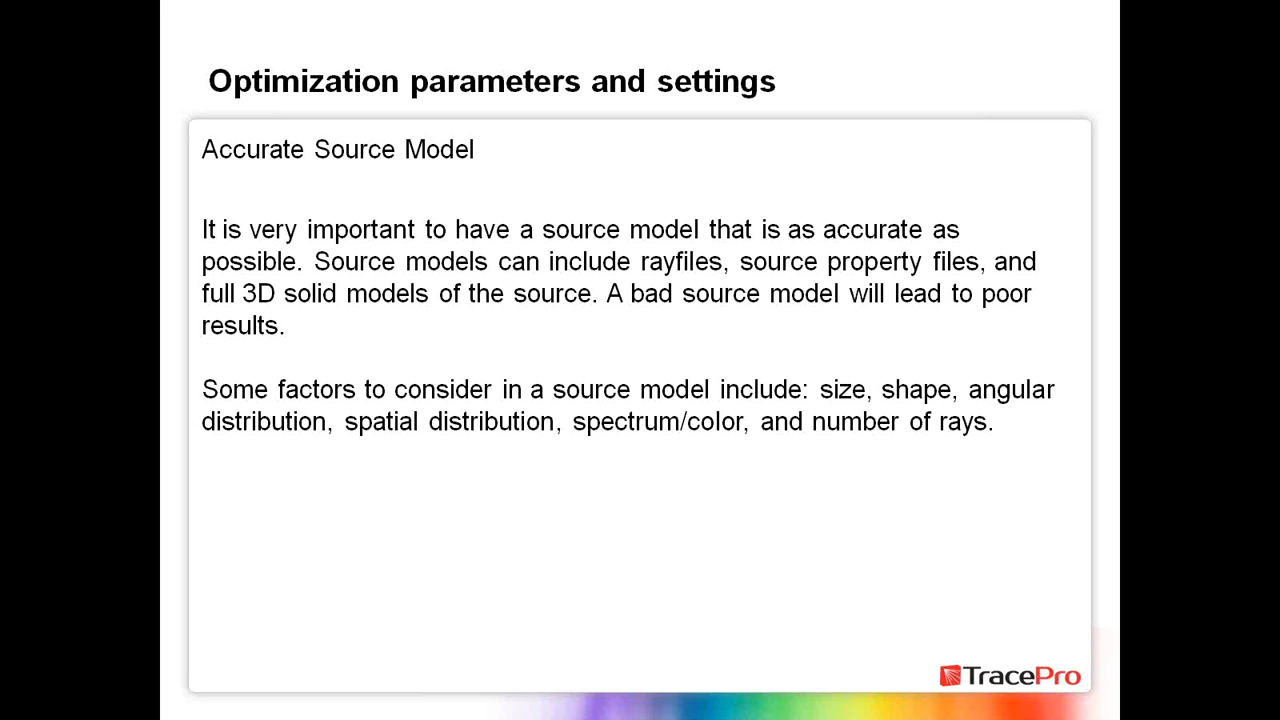 Optimization parameters and settings
Accurate Source Model
It is very important to have a source model that is as accurate as
possible. Source models can include rayfiles, source property files, and
full 3D solid models of the source. A bad source model will lead to poor
results.
Some factors to consider in a source model include: size, shape, angular
distribution, spatial distribution, spectrum/color, and number of rays.
TracePro